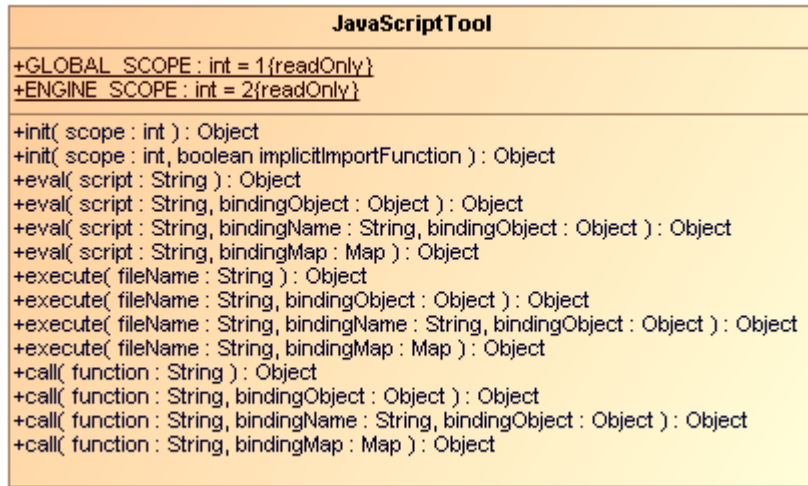 JavaScriptTool
+GLOBAL_SCOPE : int = 1{readOnly}
+ENGINE_SCOPE : int = 2{readOnly}
+init( scope : int ) : Object
+init( scope : int, boolean implicitImportFunction ) : Object
+eval( script : String ) : Object
+eval( script : String, bindingObject : Object ) : Object
+eval( script : String, bindingName : String, bindingObject : Object ) : Object
+eval( script : String, bindingMap : Map ) : Object
+execute( fileName : String ) : Object
+execute( fileName : String, bindingObject : Object ) : Object
+execute( fileName : String, bindingName : String, bindingObject : Object ) : Object
+execute( fileName : String, bindingMap : Map ) : Object
+call( function : String ) : Object
+call( function : String, bindingObject : Object ) : Object
+call( function : String, bindingName : String, bindingObject : Object ) : Object
+call( function : String, bindingMap : Map ) : Object